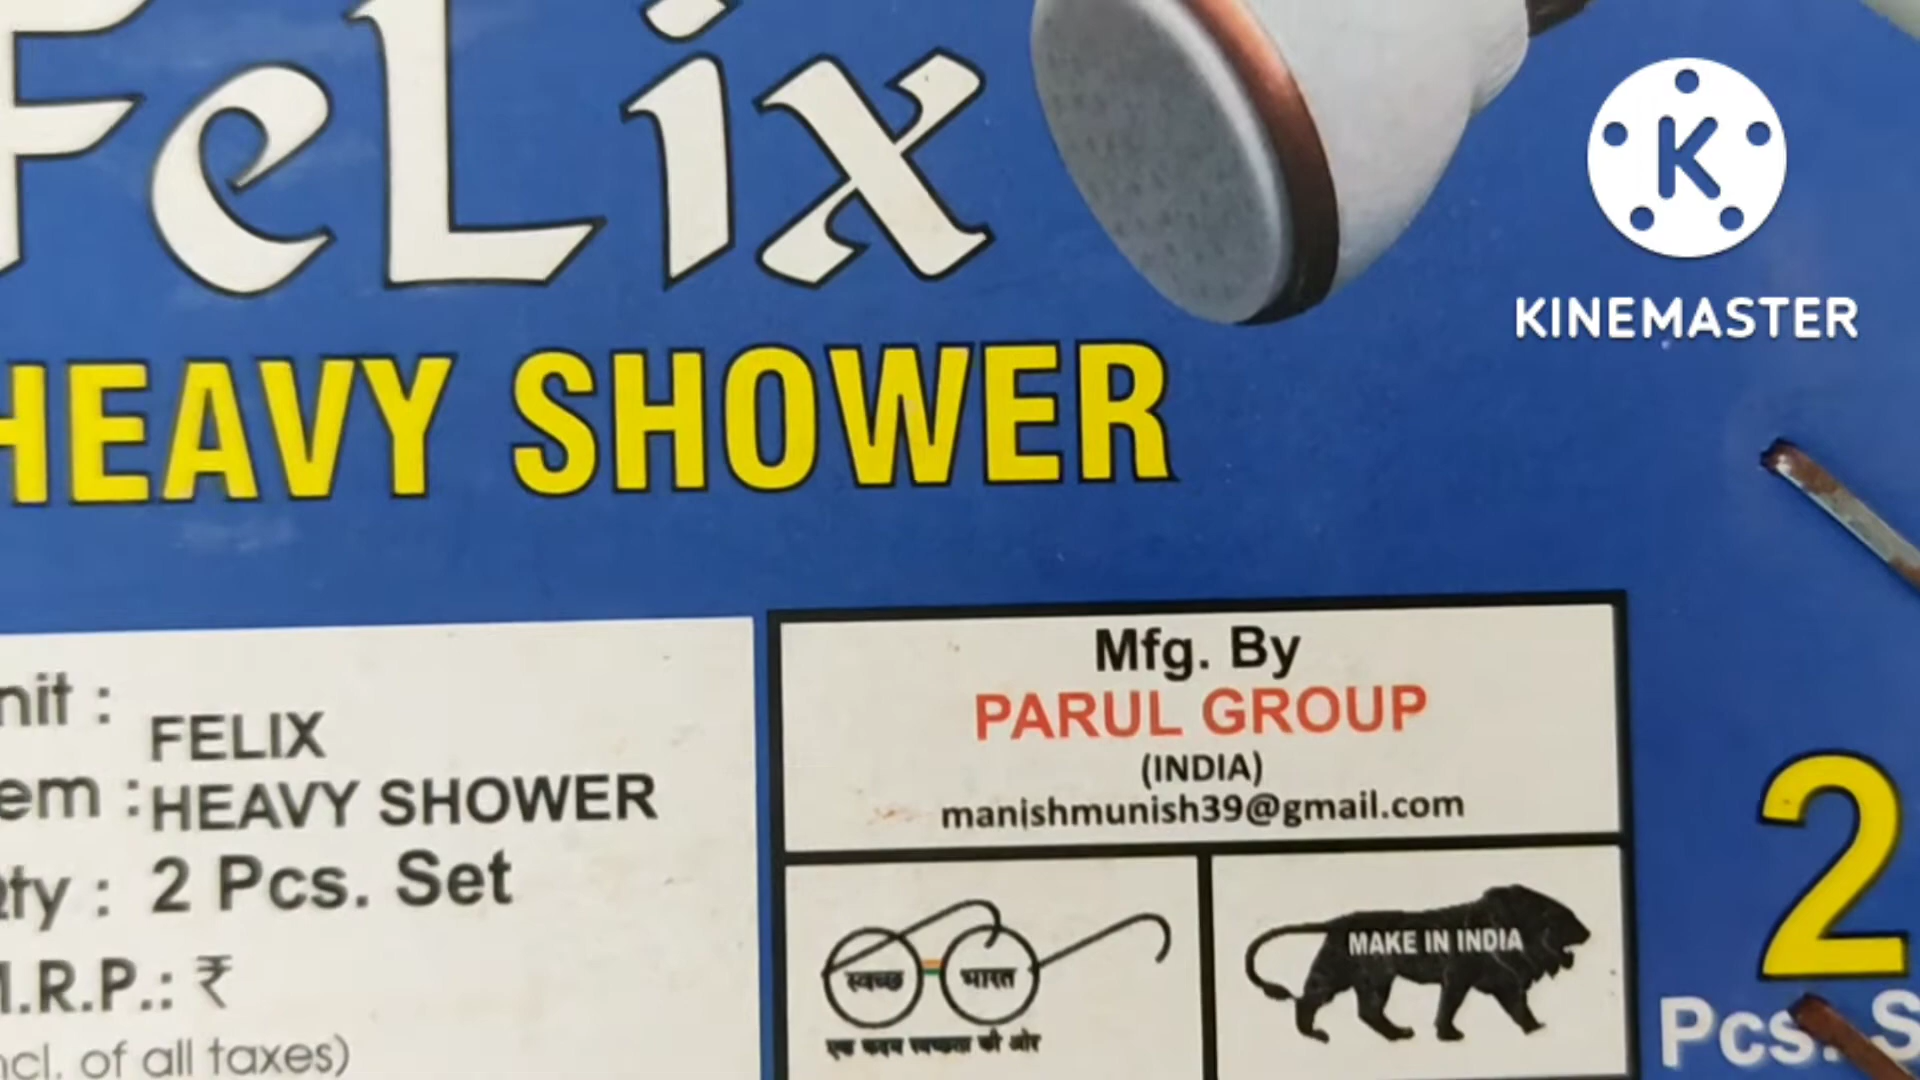 FeLix
HEAVY SHOWER
KINEMASTER
nit : FELIX
em : HEAVY SHOWER
ty : 2 Pcs. Set
.R.P.: ₹
ncl. of all taxes)
Mfg. By
PARUL GROUP
(INDIA)
manishmunish39@gmail.com
स्वच्छ भारत
एक कदम स्वच्छता की ओर
MAKE IN INDIA
2
Pcs. S